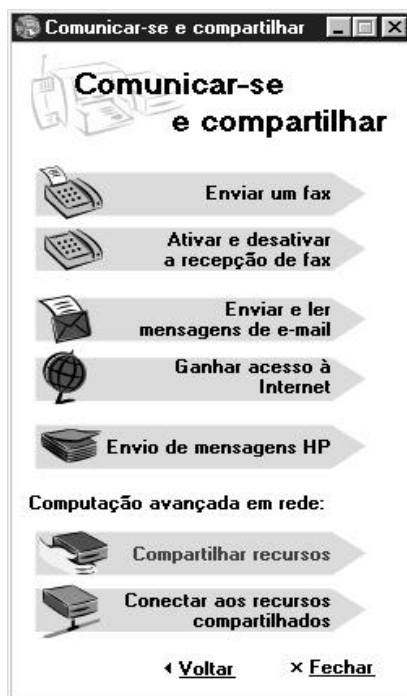 Comunicar-se e compartilhar
Comunicar-se
e compartilhar
Enviar um fax
Ativar e desativar
a recepção de fax
Enviar e ler
mensagens de e-mail
Ganhar acesso à
Internet
Envio de mensagens HP
Computação avançada em rede:
Compartilhar recursos
Conectar aos recursos
compartilhados
Voltar × Fechar